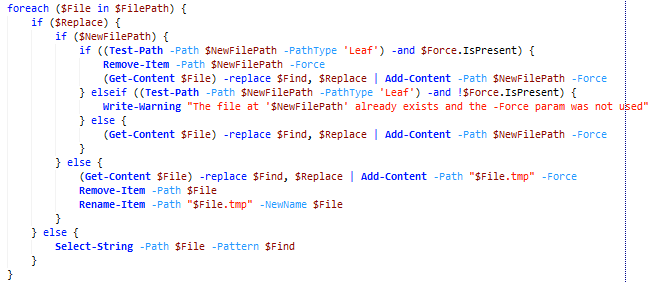 foreach ($File in $FilePath) {
    if ($Replace) {
        if ($NewFilePath) {
            if ((Test-Path -Path $NewFilePath -PathType 'Leaf') -and $Force.IsPresent) {
                Remove-Item -Path $NewFilePath -Force
                (Get-Content $File) -replace $Find, $Replace | Add-Content -Path $NewFilePath -Force
            } elseif ((Test-Path -Path $NewFilePath -PathType 'Leaf') -and !$Force.IsPresent) {
                Write-Warning "The file at '$NewFilePath' already exists and the -Force param was not used"
            } else {
                (Get-Content $File) -replace $Find, $Replace | Add-Content -Path $NewFilePath -Force
            }
        } else {
            (Get-Content $File) -replace $Find, $Replace | Add-Content -Path "$File.tmp" -Force
            Remove-Item -Path $File
            Rename-Item -Path "$File.tmp" -NewName $File
        }
    } else {
        Select-String -Path $File -Pattern $Find
    }
}